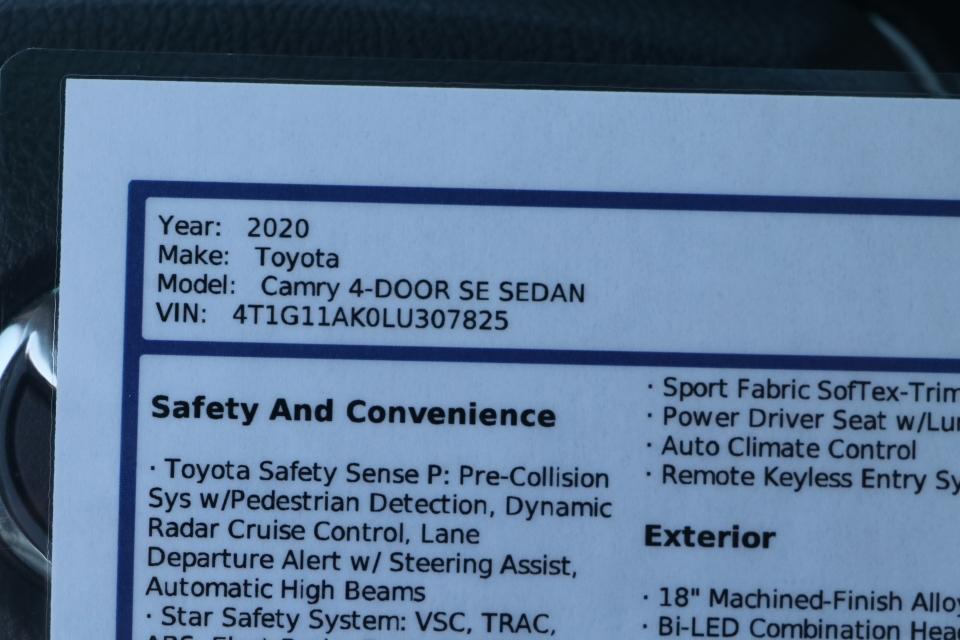 Year: 2020
Make: Toyota
Model: Camry 4-DOOR SE SEDAN
VIN: 4T1G11AK0LU307825
Safety And Convenience
· Toyota Safety Sense P: Pre-Collision
Sys w/Pedestrian Detection, Dynamic
Radar Cruise Control, Lane
Departure Alert w/ Steering Assist,
Automatic High Beams
· Star Safety System: VSC, TRAC,
· Sport Fabric SofTex-Trim
· Power Driver Seat w/Lum
· Auto Climate Control
· Remote Keyless Entry Sy
Exterior
· 18" Machined-Finish Alloy
· Bi-LED Combination Hea